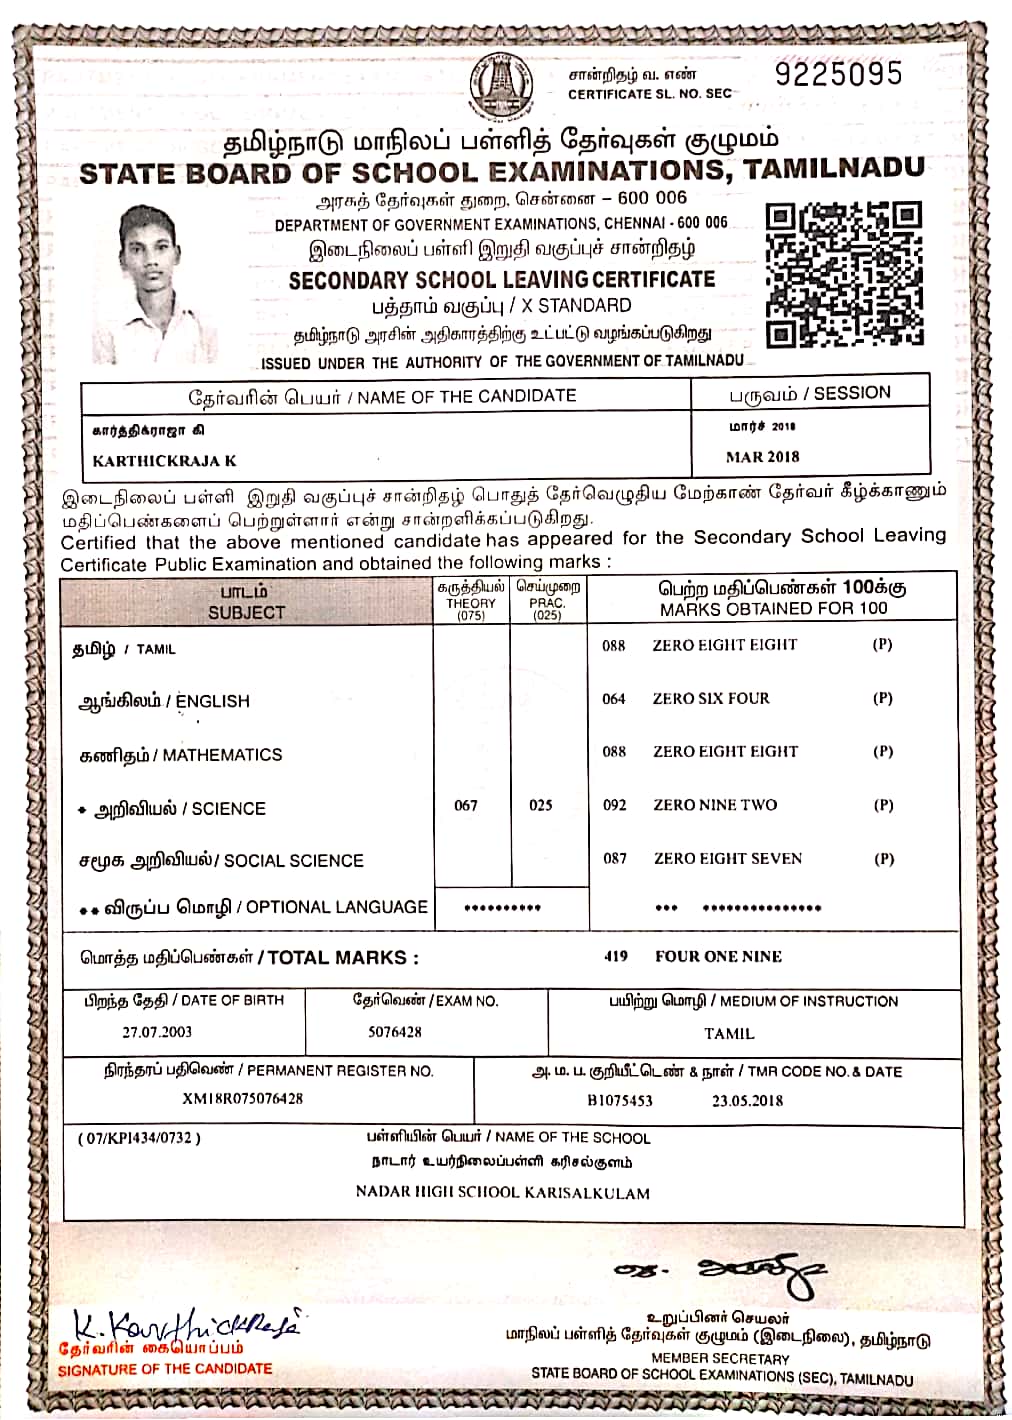 சான்றிதழ் வ. எண்
CERTIFICATE SL. NO. SEC
9225095
தமிழ்நாடு மாநிலப் பள்ளித் தேர்வுகள் குழுமம்
STATE BOARD OF SCHOOL EXAMINATIONS, TAMILNADU
அரசுத் தேர்வுகள் துறை, சென்னை – 600 006
DEPARTMENT OF GOVERNMENT EXAMINATIONS, CHENNAI - 600 006
இடைநிலைப் பள்ளி இறுதி வகுப்புச் சான்றிதழ்
SECONDARY SCHOOL LEAVING CERTIFICATE
பத்தாம் வகுப்பு / X STANDARD
தமிழ்நாடு அரசின் அதிகாரத்திற்கு உட்பட்டு வழங்கப்படுகிறது
ISSUED UNDER THE AUTHORITY OF THE GOVERNMENT OF TAMILNADU
தேர்வரின் பெயர் / NAME OF THE CANDIDATE
பருவம் / SESSION
கார்த்திக்ராஜா கி
மார்ச் 2018
KARTHICKRAJA K
MAR 2018
இடைநிலைப் பள்ளி இறுதி வகுப்புச் சான்றிதழ் பொதுத் தேர்வெழுதிய மேற்காண் தேர்வர் கீழ்க்காணும்
மதிப்பெண்களைப் பெற்றுள்ளார் என்று சான்றளிக்கப்படுகிறது.
Certified that the above mentioned candidate has appeared for the Secondary School Leaving
Certificate Public Examination and obtained the following marks :
பாடம்
SUBJECT
கருத்தியல்
THEORY
(075)
செய்முறை
PRAC.
(025)
பெற்ற மதிப்பெண்கள் 100க்கு
MARKS OBTAINED FOR 100
தமிழ் / TAMIL 088 ZERO EIGHT EIGHT (P)
ஆங்கிலம் / ENGLISH 064 ZERO SIX FOUR (P)
கணிதம் / MATHEMATICS 088 ZERO EIGHT EIGHT (P)
* அறிவியல் / SCIENCE 067 025 092 ZERO NINE TWO (P)
சமூக அறிவியல் / SOCIAL SCIENCE 087 ZERO EIGHT SEVEN (P)
** விருப்ப மொழி / OPTIONAL LANGUAGE ********** *** ***************
மொத்த மதிப்பெண்கள் / TOTAL MARKS : 419 FOUR ONE NINE
பிறந்த தேதி / DATE OF BIRTH
தேர்வெண் / EXAM NO.
பயிற்று மொழி / MEDIUM OF INSTRUCTION
27.07.2003
5076428
TAMIL
நிரந்தரப் பதிவெண் / PERMANENT REGISTER NO.
அ. ம. ப. குறியீட்டெண் & நாள் / TMR CODE NO. & DATE
XM18R075076428
B1075453 23.05.2018
( 07/KP1434/0732 )
பள்ளியின் பெயர் / NAME OF THE SCHOOL
நாடார் உயர்நிலைப்பள்ளி கரிசல்குளம்
NADAR HIGH SCHOOL KARISALKULAM
K. Karthickraja
தேர்வரின் கையொப்பம்
SIGNATURE OF THE CANDIDATE
உறுப்பினர் செயலர்
மாநிலப் பள்ளித் தேர்வுகள் குழுமம் (இடைநிலை), தமிழ்நாடு
MEMBER SECRETARY
STATE BOARD OF SCHOOL EXAMINATIONS (SEC), TAMILNADU